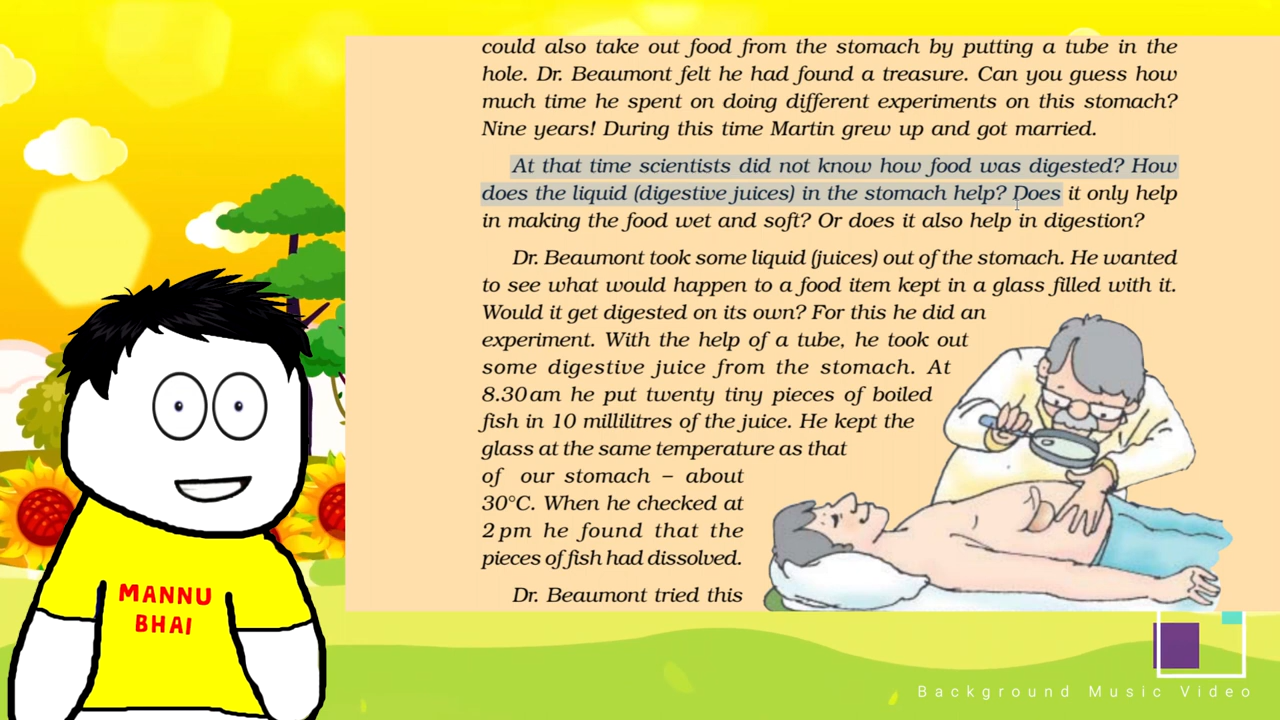 could also take out food from the stomach by putting a tube in the
hole. Dr. Beaumont felt he had found a treasure. Can you guess how
much time he spent on doing different experiments on this stomach?
Nine years! During this time Martin grew up and got married.
At that time scientists did not know how food was digested? How
does the liquid (digestive juices) in the stomach help? Does it only help
in making the food wet and soft? Or does it also help in digestion?
Dr. Beaumont took some liquid (juices) out of the stomach. He wanted
to see what would happen to a food item kept in a glass filled with it.
Would it get digested on its own? For this he did an
experiment. With the help of a tube, he took out
some digestive juice from the stomach. At
8.30 am he put twenty tiny pieces of boiled
fish in 10 millilitres of the juice. He kept the
glass at the same temperature as that
of our stomach – about
30°C. When he checked at
2 pm he found that the
pieces of fish had dissolved.
Dr. Beaumont tried this
MANNU
BHAI
Background Music Video